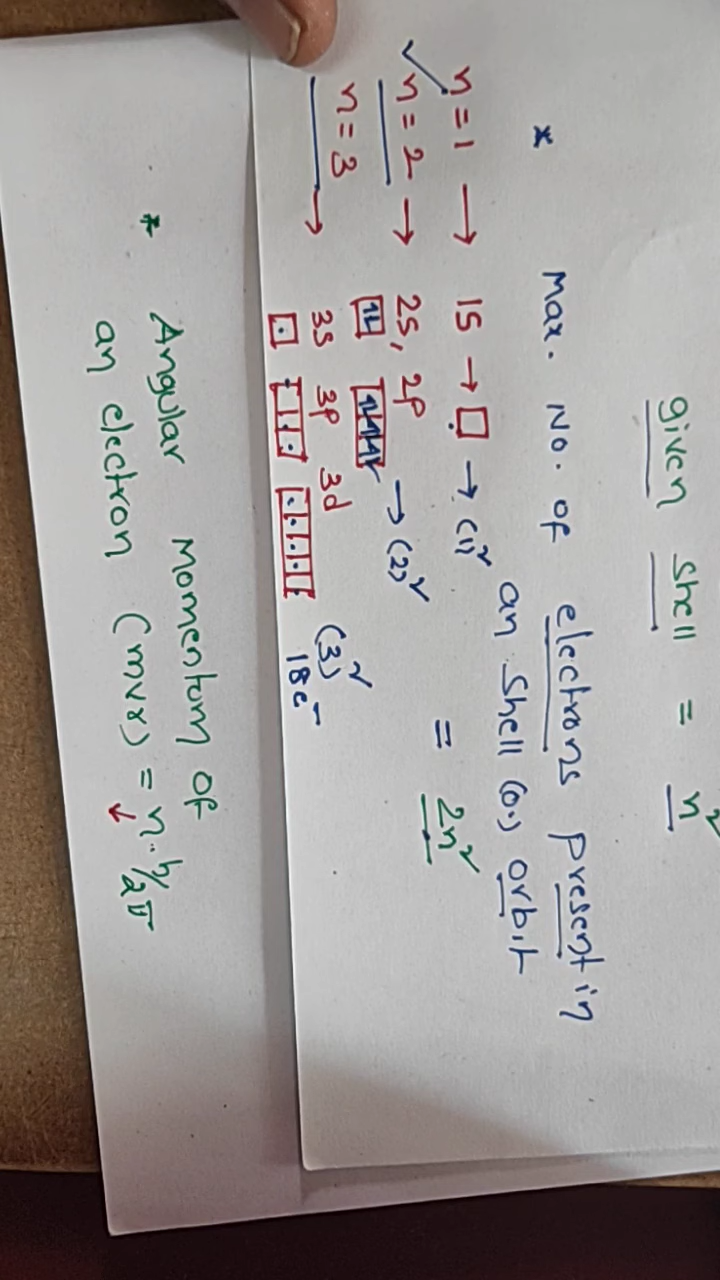 given shell = n²
* Max. No. of electrons present in
an shell (or) orbit
= 2n²
n = 1 → 1S → □ → (1)²
n = 2 → 2S, 2p → (2)²
n = 3 → 3s 3p 3d (3)²
18e⁻
* Angular momentum of
an electron (mvr) = n·h/2π